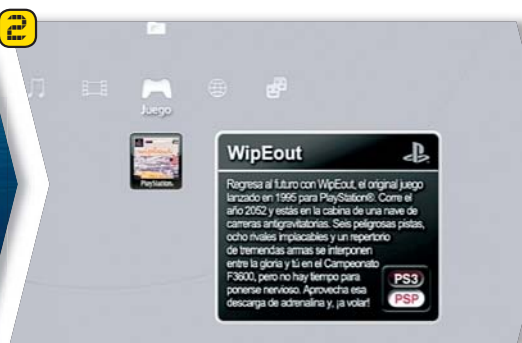 2
Juego
PlayStation
WipEout
Regresa al futuro con WipEout, el original juego
lanzado en 1995 para PlayStation®. Corre el
año 2052 y estás en la cabina de una nave de
carreras antigravitatorias. Seis peligrosas pistas,
ocho rivales implacables y un repertorio
de tremendas armas se interponen
entre la gloria y tú en el Campeonato
F3600, pero no hay tiempo para
ponerse nervioso. Aprovecha esa
descarga de adrenalina y, ¡a volar!
PS3
PSP